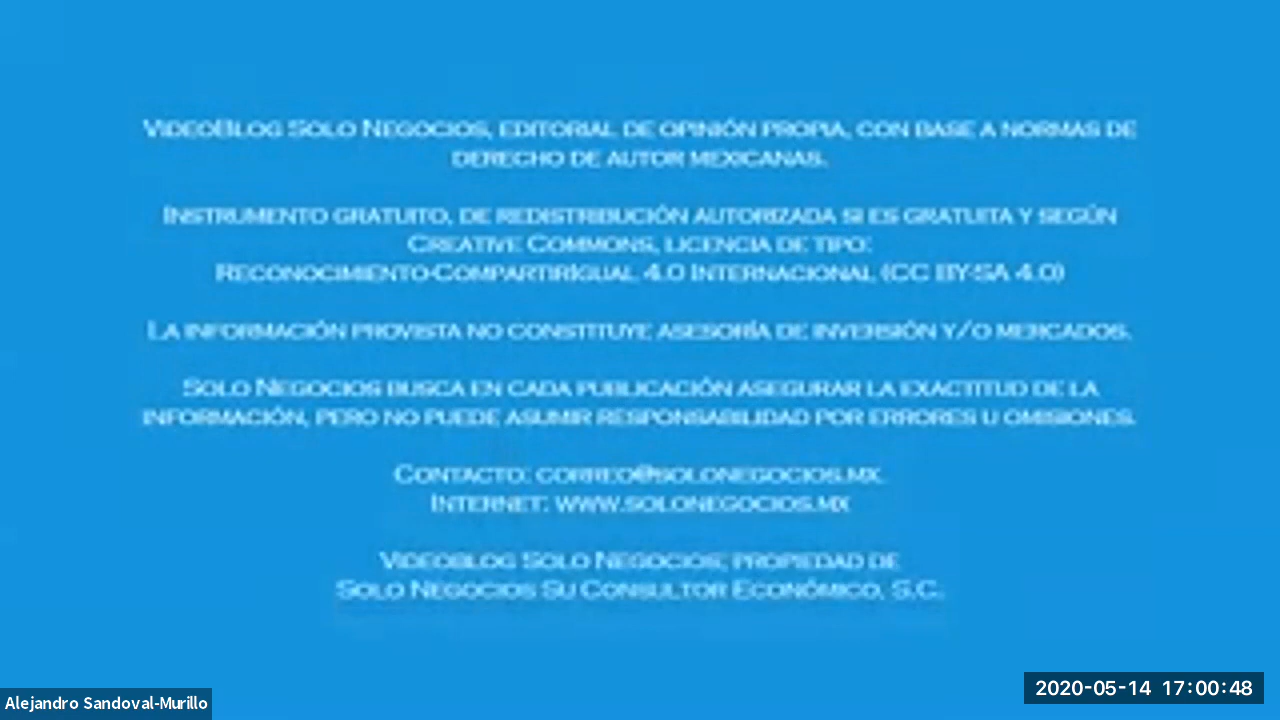 VideoBlog Solo Negocios, editorial de opinión propia, con base a normas de
derecho de autor mexicanas.
Instrumento gratuito, de redistribución autorizada si es gratuita y según
Creative Commons, licencia de tipo:
Reconocimiento-CompartirIgual 4.0 Internacional (CC BY-SA 4.0)
La información provista no constituye asesoría de inversión y/o mercados.
Solo Negocios busca en cada publicación asegurar la exactitud de la
información, pero no puede asumir responsabilidad por errores u omisiones.
Contacto: correo@solonegocios.mx
Internet: www.solonegocios.mx
Videoblog Solo Negocios; propiedad de
Solo Negocios Su Consultor Económico, S.C.
Alejandro Sandoval-Murillo
2020-05-14 17:00:48